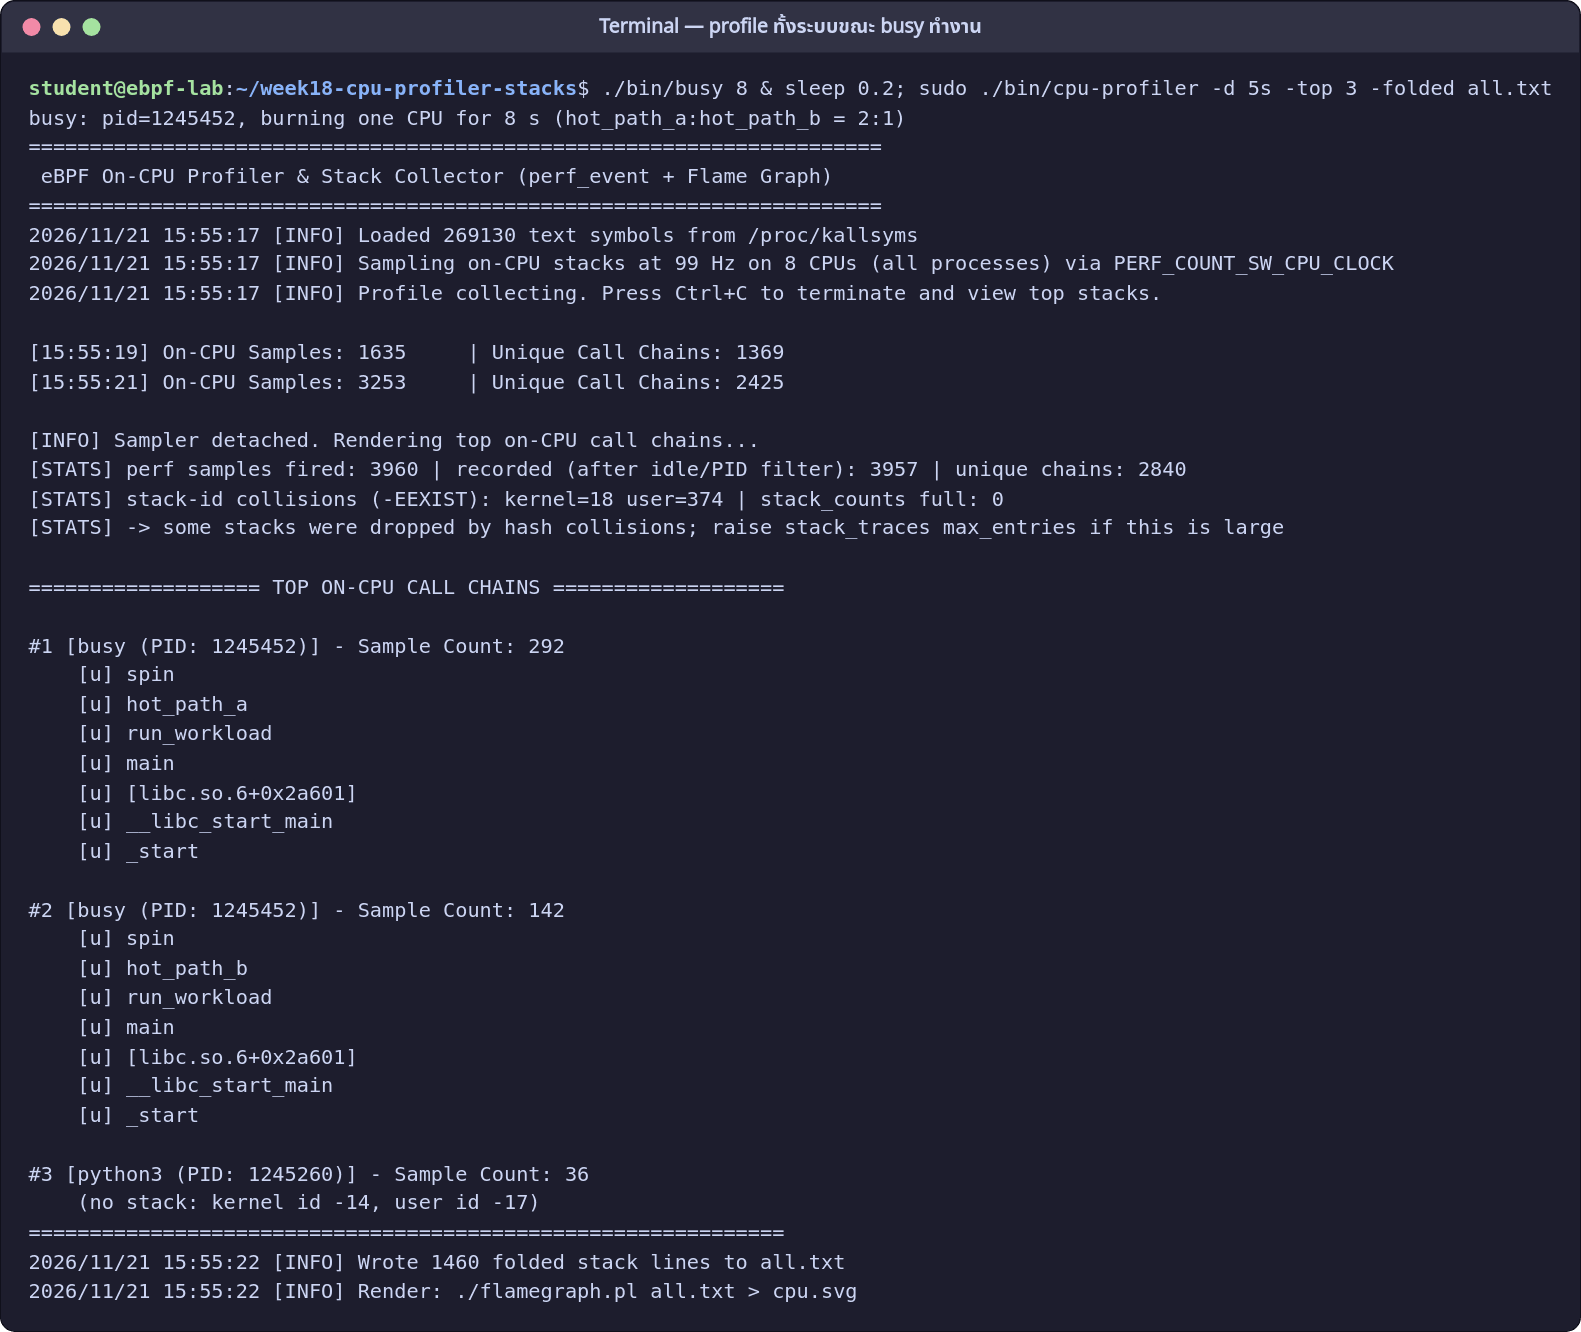 Terminal — profile ทั้งระบบขณะ busy ทำงาน
student@ebpf-lab:~/week18-cpu-profiler-stacks$ ./bin/busy 8 & sleep 0.2; sudo ./bin/cpu-profiler -d 5s -top 3 -folded all.txt
busy: pid=1245452, burning one CPU for 8 s (hot_path_a:hot_path_b = 2:1)
======================================================================
 eBPF On-CPU Profiler & Stack Collector (perf_event + Flame Graph)
======================================================================
2026/11/21 15:55:17 [INFO] Loaded 269130 text symbols from /proc/kallsyms
2026/11/21 15:55:17 [INFO] Sampling on-CPU stacks at 99 Hz on 8 CPUs (all processes) via PERF_COUNT_SW_CPU_CLOCK
2026/11/21 15:55:17 [INFO] Profile collecting. Press Ctrl+C to terminate and view top stacks.

[15:55:19] On-CPU Samples: 1635     | Unique Call Chains: 1369
[15:55:21] On-CPU Samples: 3253     | Unique Call Chains: 2425

[INFO] Sampler detached. Rendering top on-CPU call chains...
[STATS] perf samples fired: 3960 | recorded (after idle/PID filter): 3957 | unique chains: 2840
[STATS] stack-id collisions (-EEXIST): kernel=18 user=374 | stack_counts full: 0
[STATS] -> some stacks were dropped by hash collisions; raise stack_traces max_entries if this is large

=================== TOP ON-CPU CALL CHAINS ===================

#1 [busy (PID: 1245452)] - Sample Count: 292
    [u] spin
    [u] hot_path_a
    [u] run_workload
    [u] main
    [u] [libc.so.6+0x2a601]
    [u] __libc_start_main
    [u] _start

#2 [busy (PID: 1245452)] - Sample Count: 142
    [u] spin
    [u] hot_path_b
    [u] run_workload
    [u] main
    [u] [libc.so.6+0x2a601]
    [u] __libc_start_main
    [u] _start

#3 [python3 (PID: 1245260)] - Sample Count: 36
    (no stack: kernel id -14, user id -17)
==============================================================
2026/11/21 15:55:22 [INFO] Wrote 1460 folded stack lines to all.txt
2026/11/21 15:55:22 [INFO] Render: ./flamegraph.pl all.txt > cpu.svg